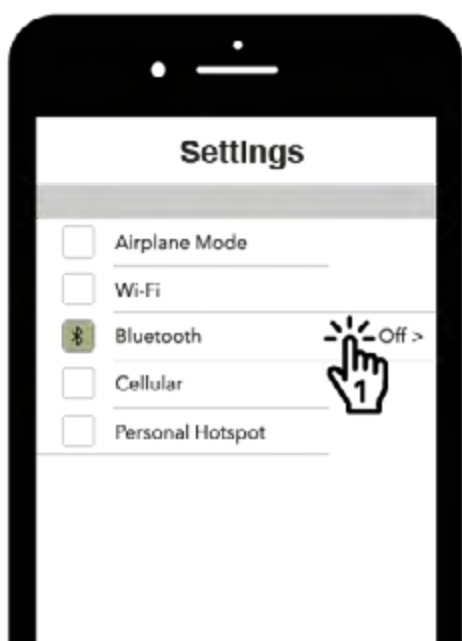 Settings
Airplane Mode
Wi-Fi
Bluetooth Off >
Cellular
1
Personal Hotspot